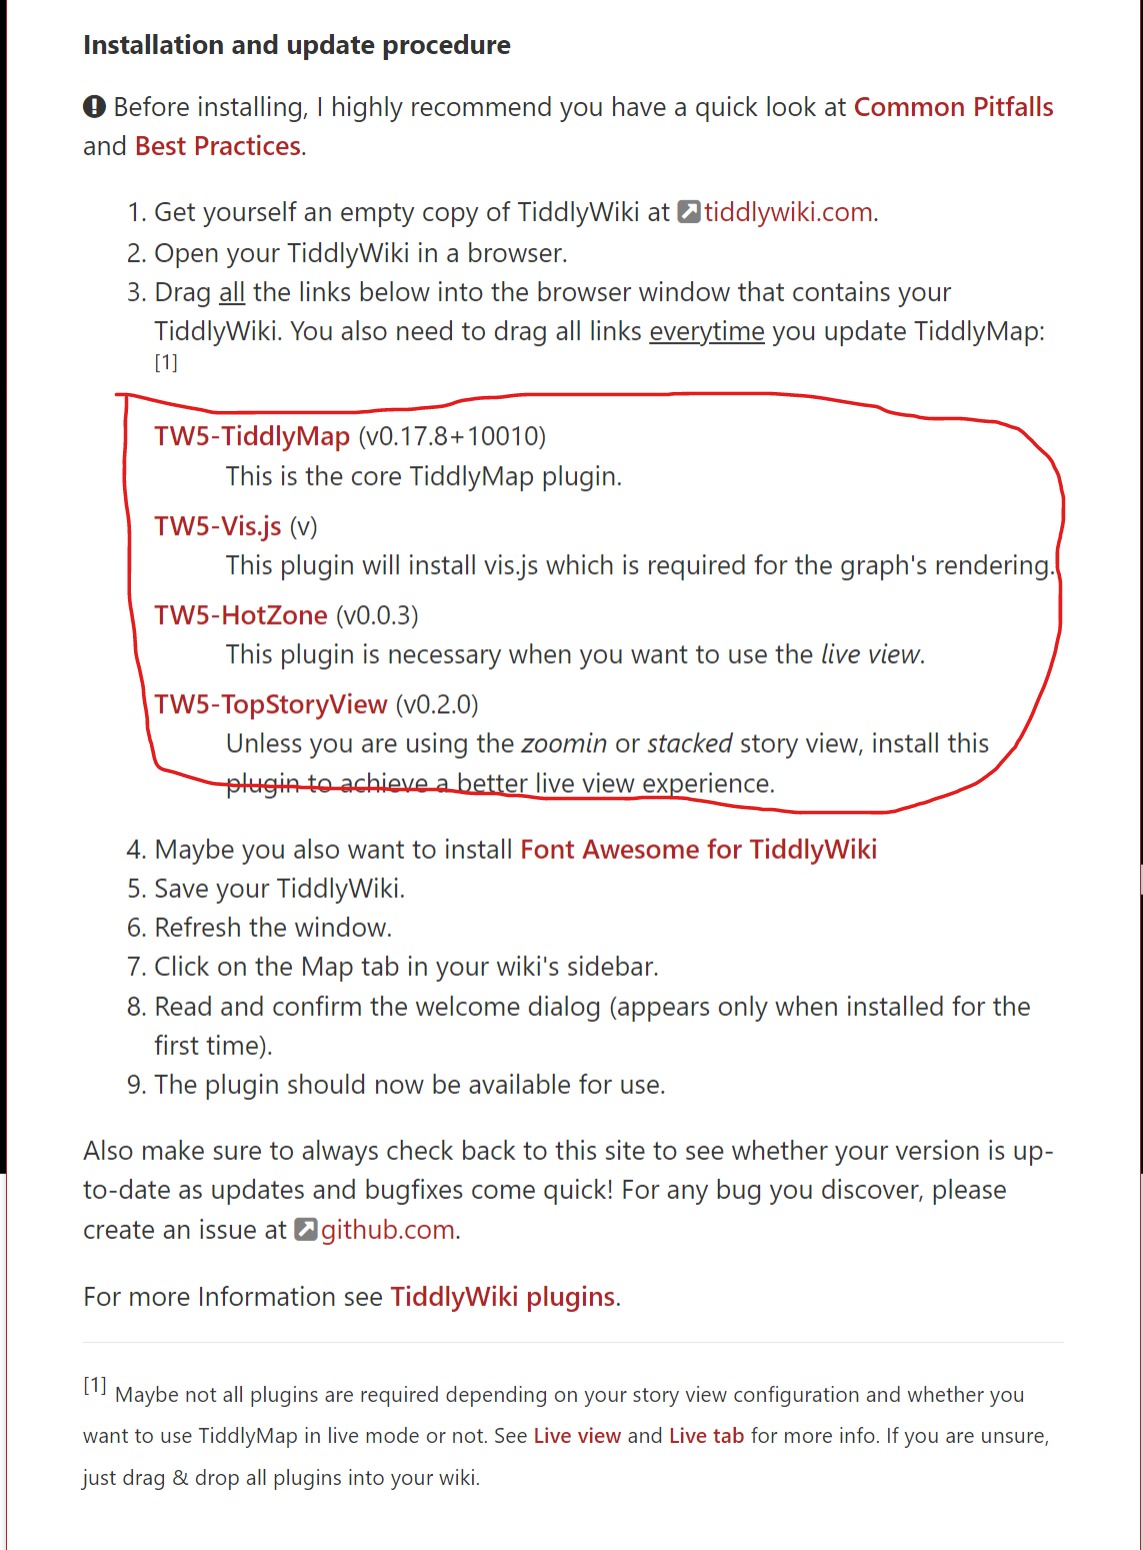 Installation and update procedure
Before installing, I highly recommend you have a quick look at Common Pitfalls
and Best Practices.
1. Get yourself an empty copy of TiddlyWiki at tiddlywiki.com.
2. Open your TiddlyWiki in a browser.
3. Drag all the links below into the browser window that contains your
TiddlyWiki. You also need to drag all links everytime you update TiddlyMap:
[1]
TW5-TiddlyMap (v0.17.8+10010)
This is the core TiddlyMap plugin.
TW5-Vis.js (v)
This plugin will install vis.js which is required for the graph's rendering.
TW5-HotZone (v0.0.3)
This plugin is necessary when you want to use the live view.
TW5-TopStoryView (v0.2.0)
Unless you are using the zoomin or stacked story view, install this
plugin to achieve a better live view experience.
4. Maybe you also want to install Font Awesome for TiddlyWiki
5. Save your TiddlyWiki.
6. Refresh the window.
7. Click on the Map tab in your wiki's sidebar.
8. Read and confirm the welcome dialog (appears only when installed for the
first time).
9. The plugin should now be available for use.
Also make sure to always check back to this site to see whether your version is up-
to-date as updates and bugfixes come quick! For any bug you discover, please
create an issue at github.com.
For more Information see TiddlyWiki plugins.
[1] Maybe not all plugins are required depending on your story view configuration and whether you
want to use TiddlyMap in live mode or not. See Live view and Live tab for more info. If you are unsure,
just drag & drop all plugins into your wiki.